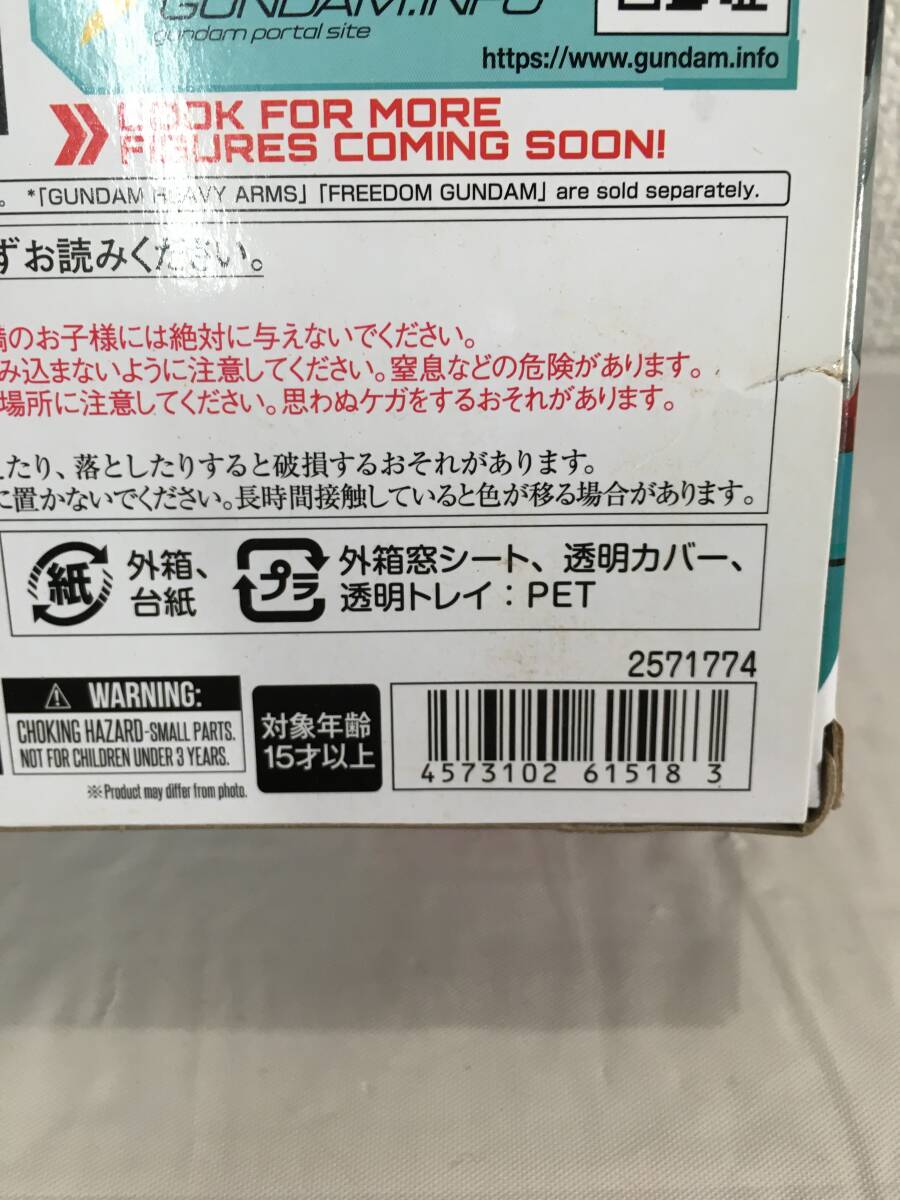 GUNDAM.INFO
gundam portal site
https://www.gundam.info
LOOK FOR MORE
FIGURES COMING SOON!
。 *「GUNDAM HEAVY ARMS」「FREEDOM GUNDAM」 are sold separately.
ずお読みください。
のお子様には絶対に与えないでください。
み込まないように注意してください。窒息などの危険があります。
場所に注意してください。思わぬケガをするおそれがあります。
たり、落としたりすると破損するおそれがあります。
に置かないでください。長時間接触していると色が移る場合があります。
紙
外箱、
台紙
プラ
外箱窓シート、透明カバー、
透明トレイ：PET
2571774
WARNING:
CHOKING HAZARD-SMALL PARTS.
NOT FOR CHILDREN UNDER 3 YEARS.
※Product may differ from photo.
対象年齢
15才以上
4573102 61518 3